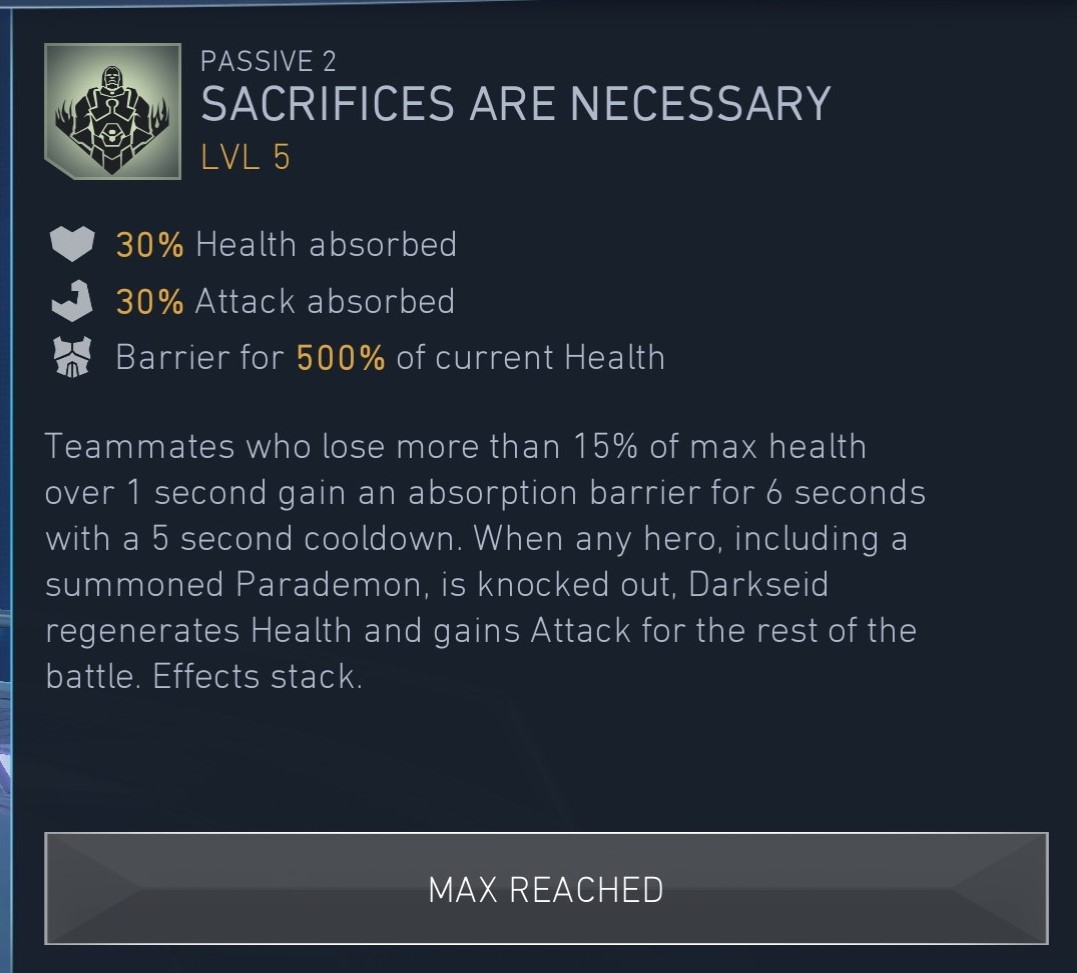 PASSIVE 2
SACRIFICES ARE NECESSARY
LVL 5
30% Health absorbed
30% Attack absorbed
Barrier for 500% of current Health
Teammates who lose more than 15% of max health
over 1 second gain an absorption barrier for 6 seconds
with a 5 second cooldown. When any hero, including a
summoned Parademon, is knocked out, Darkseid
regenerates Health and gains Attack for the rest of the
battle. Effects stack.
MAX REACHED